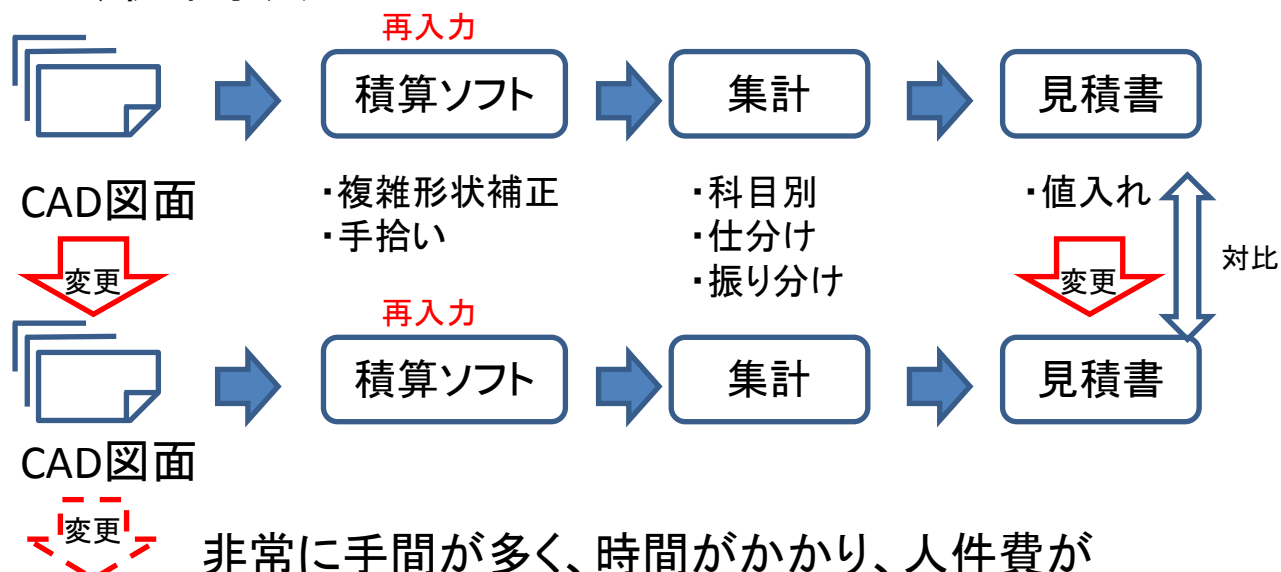 再入力
積算ソフト
集計
見積書
CAD図面
・複雑形状補正
・手拾い
・科目別
・仕分け
・振り分け
・値入れ
変更
変更
対比
再入力
積算ソフト
集計
見積書
CAD図面
変更
非常に手間が多く、時間がかかり、人件費が